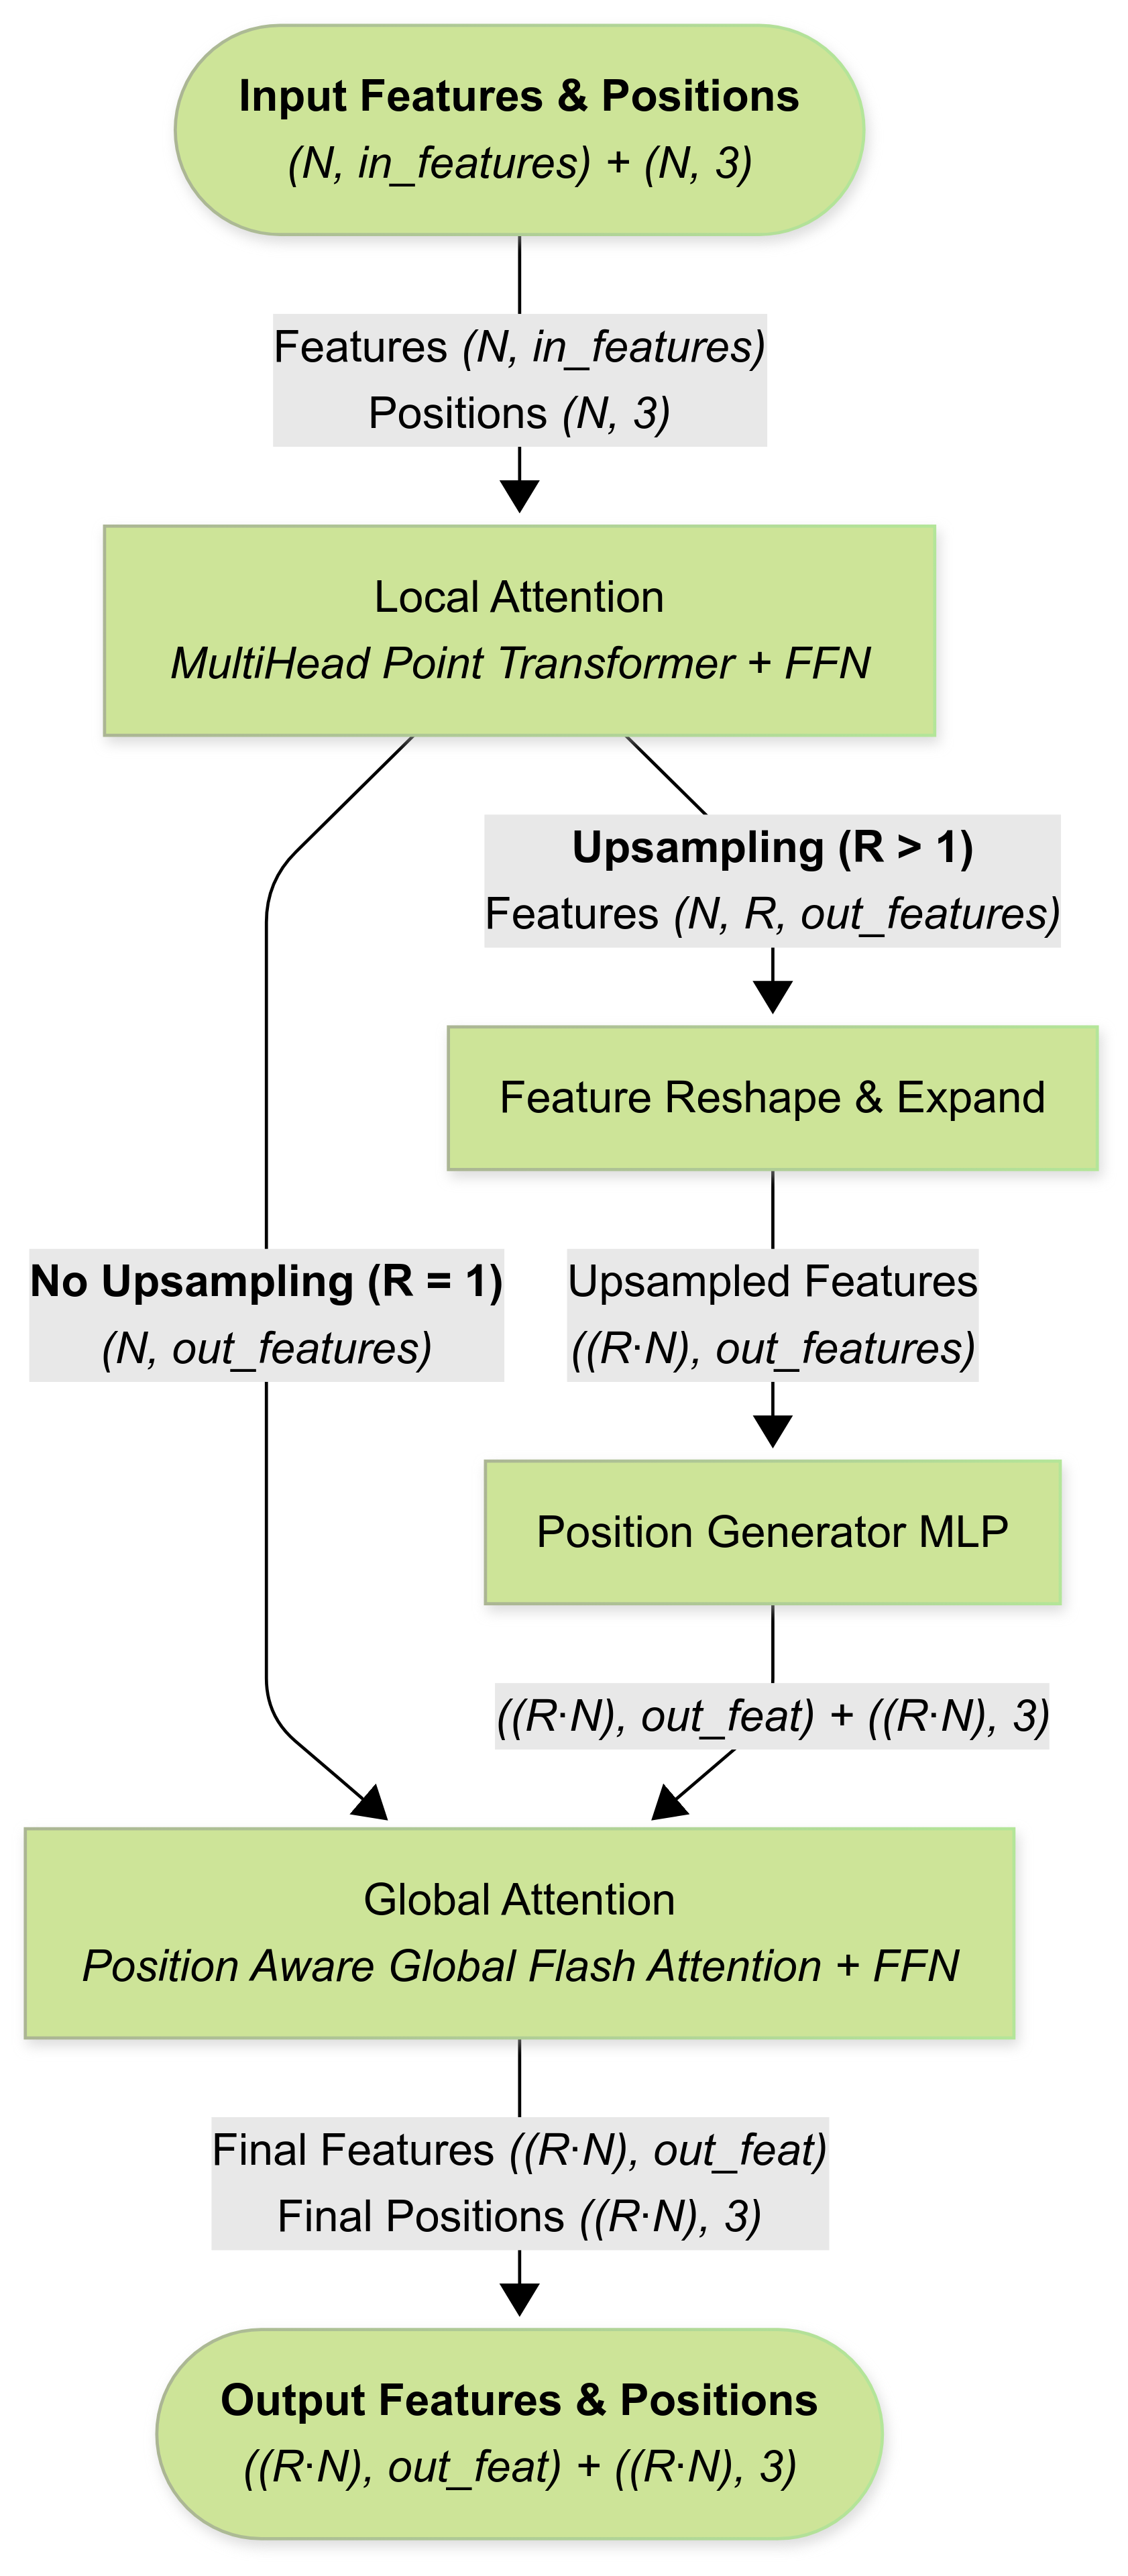 Input Features & Positions
(N, in_features) + (N, 3)
Features (N, in_features)
Positions (N, 3)
Local Attention
MultiHead Point Transformer + FFN
Upsampling (R > 1)
Features (N, R, out_features)
Feature Reshape & Expand
No Upsampling (R = 1)
(N, out_features)
Upsampled Features
((R·N), out_features)
Position Generator MLP
((R·N), out_feat) + ((R·N), 3)
Global Attention
Position Aware Global Flash Attention + FFN
Final Features ((R·N), out_feat)
Final Positions ((R·N), 3)
Output Features & Positions
((R·N), out_feat) + ((R·N), 3)